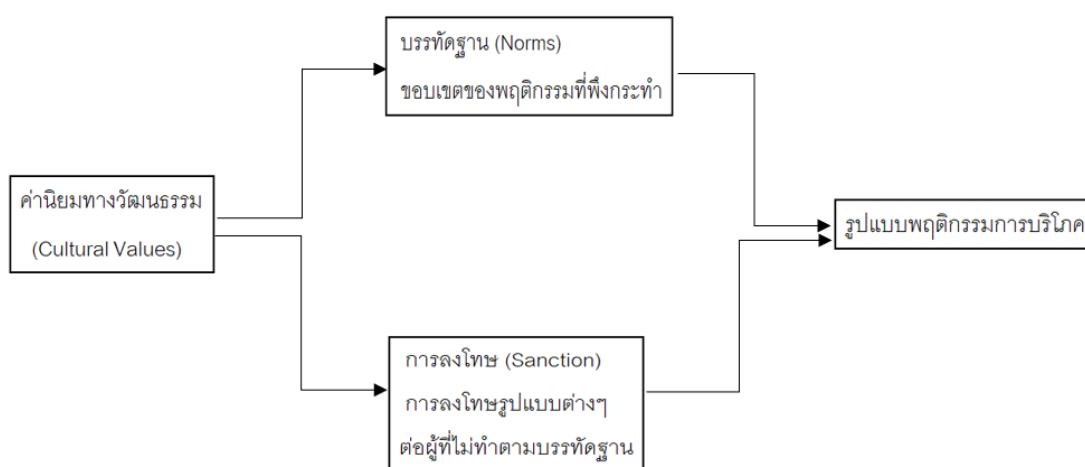 บรรทัดฐาน (Norms)
ขอบเขตของพฤติกรรมที่พึงกระทำ
ค่านิยมทางวัฒนธรรม
(Cultural Values)
รูปแบบพฤติกรรมการบริโภค
การลงโทษ (Sanction)
การลงโทษรูปแบบต่างๆ
ต่อผู้ที่ไม่ทำตามบรรทัดฐาน